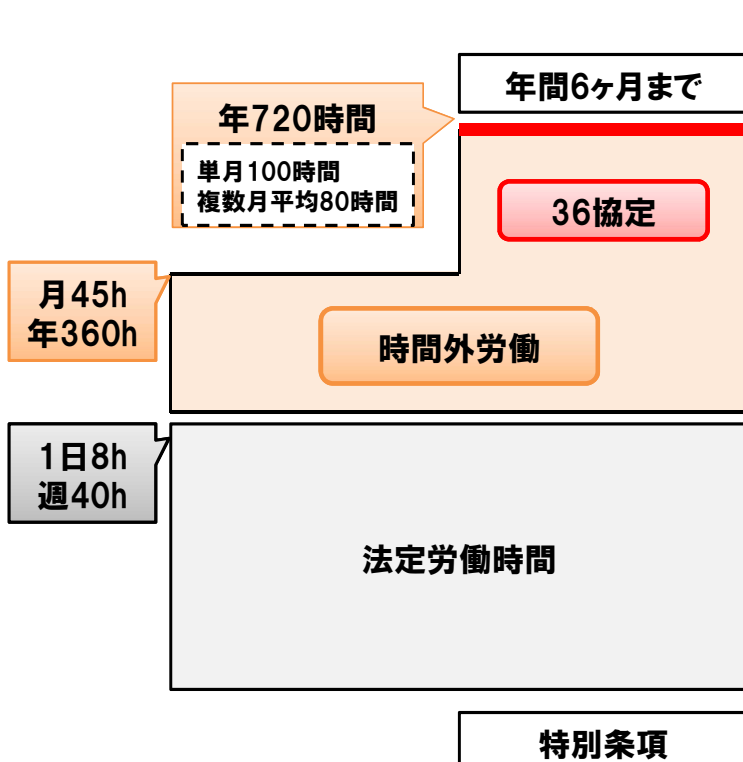 年間6ヶ月まで
年720時間
単月100時間
複数月平均80時間
36協定
月45h
年360h
時間外労働
1日8h
週40h
法定労働時間
特別条項